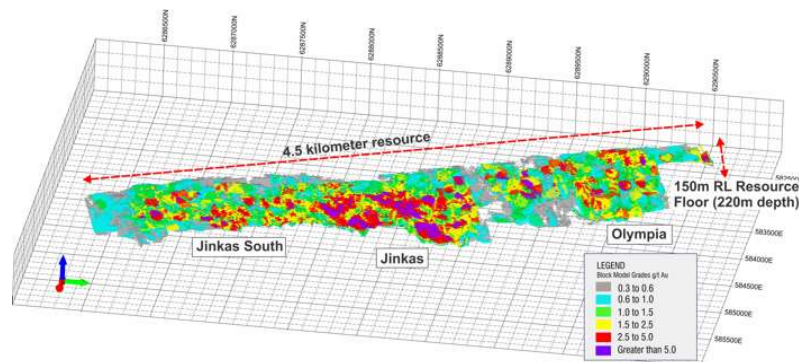 6286500N
6287000N
6287500N
6288000N
6288500N
6289000N
6289500N
6290000N
6290500N
4.5 kilometer resource
582500E
150m RL Resource
Floor (220m depth)
583500E
584000E
584500E
585000E
585500E
Jinkas South
Jinkas
Olympia
LEGEND
Block Model Grades g/t Au
0.3 to 0.6
0.6 to 1.0
1.0 to 1.5
1.5 to 2.5
2.5 to 5.0
Greater than 5.0